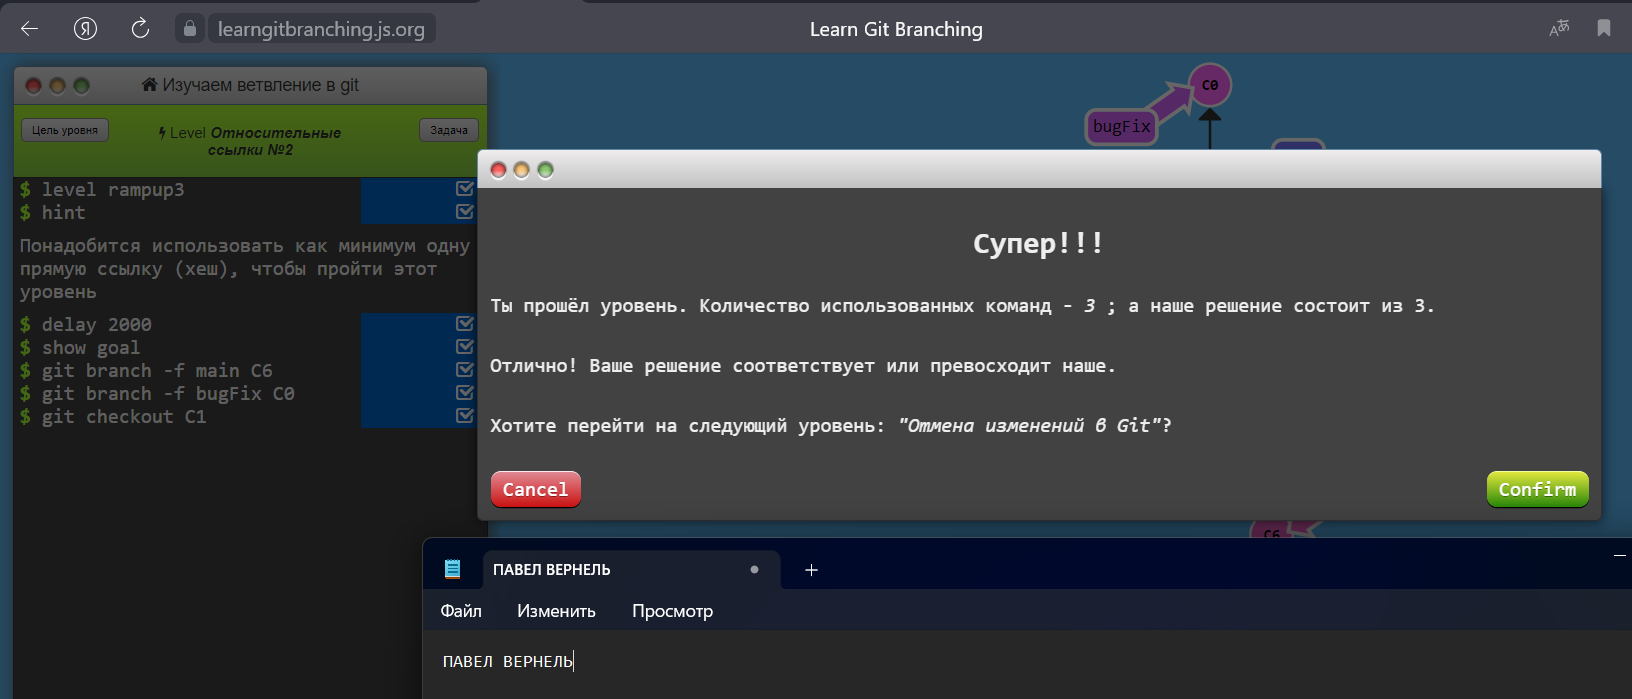 Я
learngitbranching.js.org
Learn Git Branching
Изучаем ветвление в git
Цель уровня
Level Относительные
ссылки №2
Задача
$ level rampup3
$ hint
Понадобится использовать как минимум одну
прямую ссылку (хеш), чтобы пройти этот
уровень
$ delay 2000
$ show goal
$ git branch -f main C6
$ git branch -f bugFix C0
$ git checkout C1
C0
bugFix
Супер!!!
Ты прошёл уровень. Количество использованных команд - 3 ; а наше решение состоит из 3.
Отлично! Ваше решение соответствует или превосходит наше.
Хотите перейти на следующий уровень: "Отмена изменений в Git"?
Cancel
Confirm
C6
ПАВЕЛ ВЕРНЕЛЬ
Файл Изменить Просмотр
ПАВЕЛ ВЕРНЕЛЬ